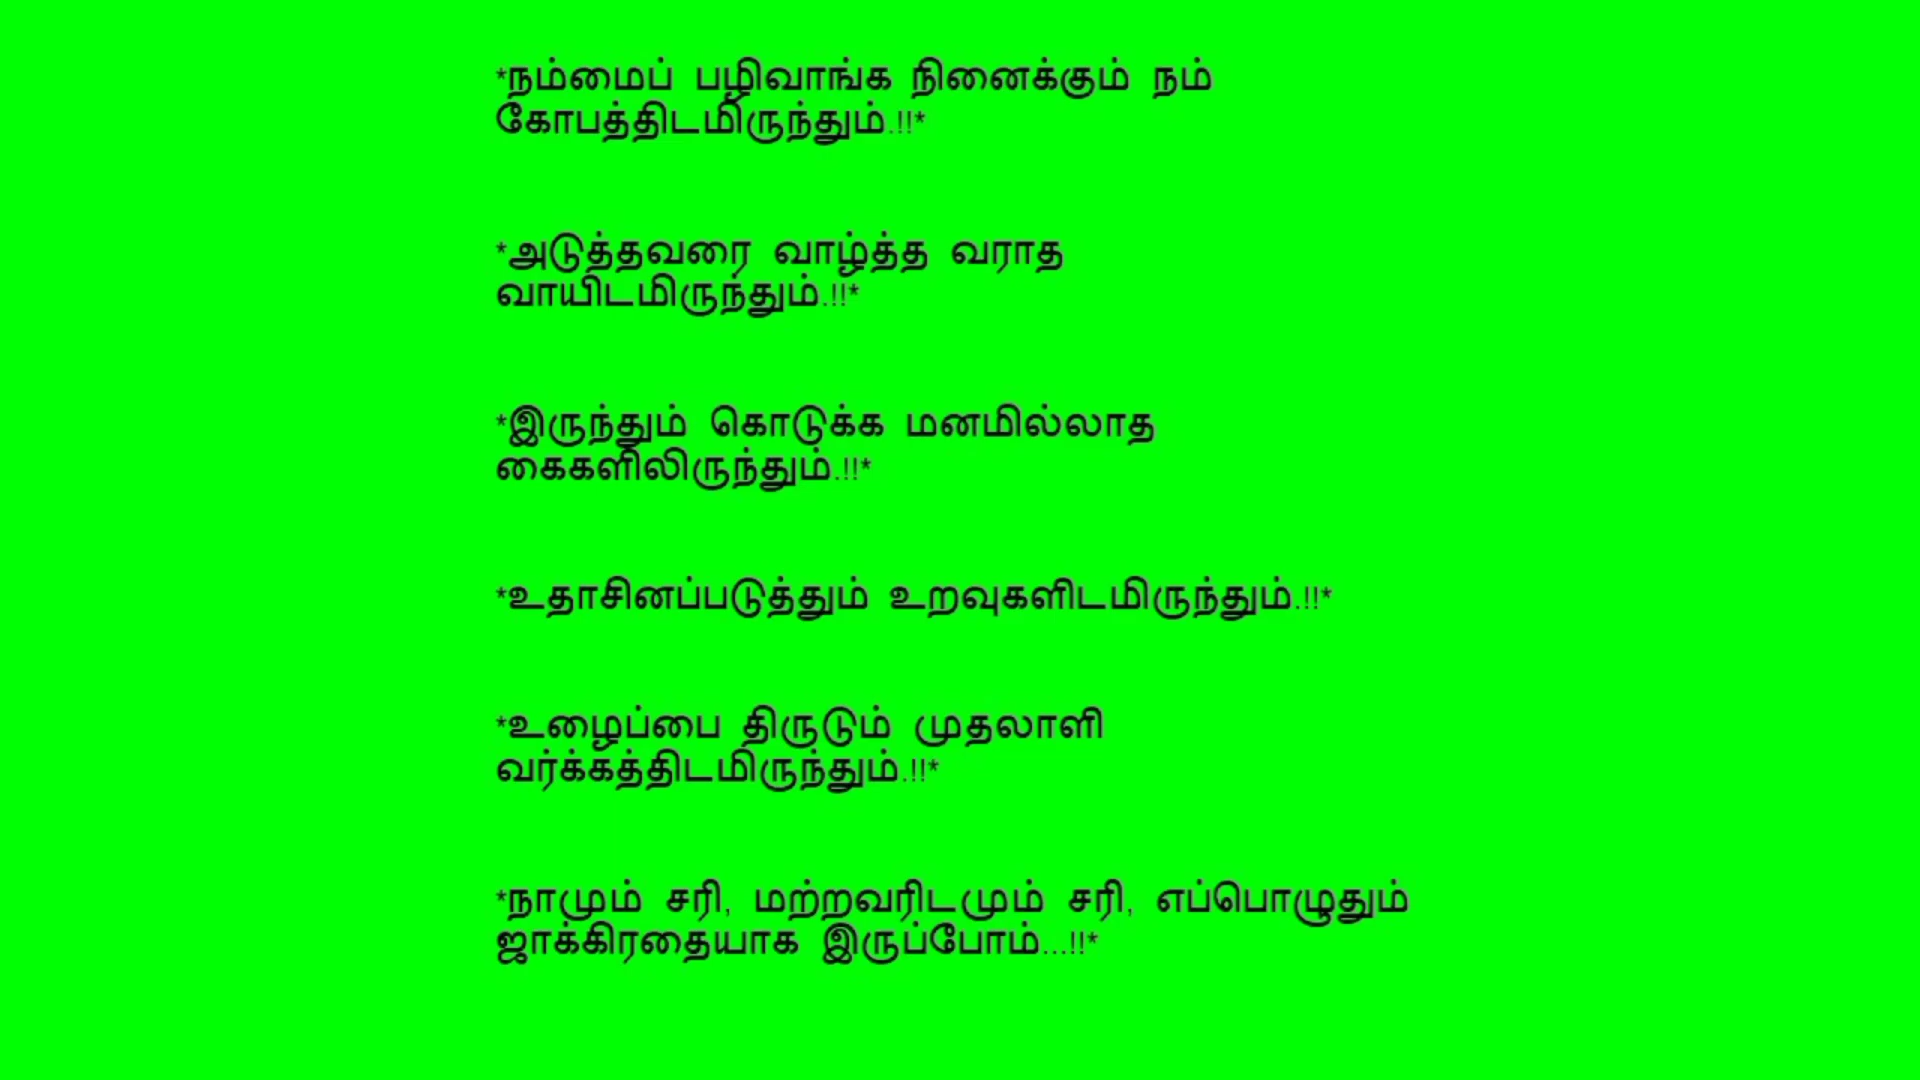 *நம்மைப் பழிவாங்க நினைக்கும் நம்
கோபத்திடமிருந்தும்.!!*
*அடுத்தவரை வாழ்த்த வராத
வாயிடமிருந்தும்.!!*
*இருந்தும் கொடுக்க மனமில்லாத
கைகளிலிருந்தும்.!!*
*உதாசினப்படுத்தும் உறவுகளிடமிருந்தும்.!!*
*உழைப்பை திருடும் முதலாளி
வர்க்கத்திடமிருந்தும்.!!*
*நாமும் சரி, மற்றவரிடமும் சரி, எப்பொழுதும்
ஜாக்கிரதையாக இருப்போம்...!!*